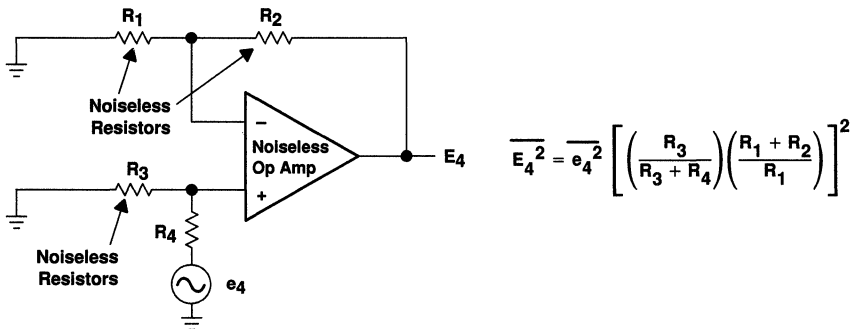 R1
R2
Noiseless
Resistors
−
Noiseless
Op Amp
+
E4
R3
R4
Noiseless
Resistors
e4
E4² = e4² [ ( R3 / R3 + R4 ) ( R1 + R2 / R1 ) ]²